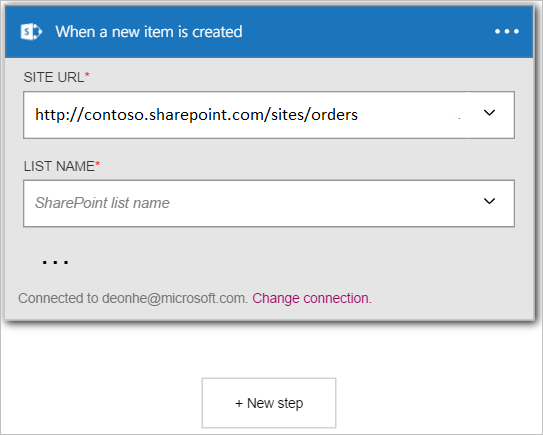 When a new item is created
SITE URL*
http://contoso.sharepoint.com/sites/orders
LIST NAME*
SharePoint list name
...
Connected to deonhe@microsoft.com. Change connection.
+ New step